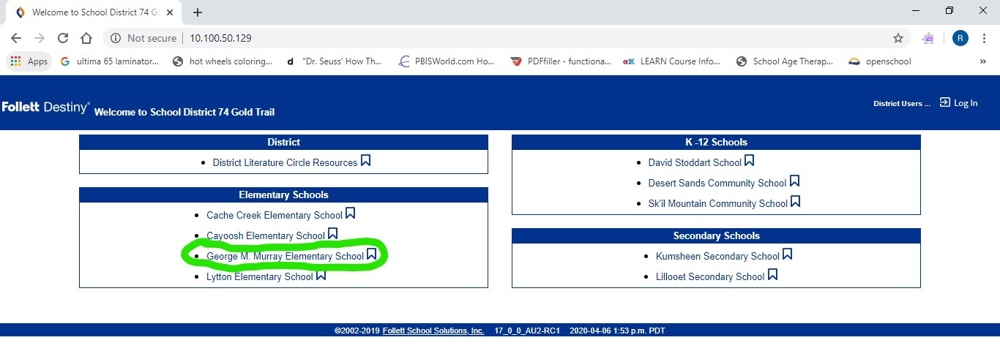 Welcome to School District 74 Go
Not secure | 10.100.50.129
R
Apps ultima 65 laminator... hot wheels coloring... "Dr. Seuss' How Th... PBISWorld.com Ho... PDFfiller - functiona... LEARN Course Info... School Age Therap... openschool »
Follett Destiny® Welcome to School District 74 Gold Trail
District Users ... Log In
District
• District Literature Circle Resources
Elementary Schools
• Cache Creek Elementary School
• Cayoosh Elementary School
• George M. Murray Elementary School
• Lytton Elementary School
K -12 Schools
• David Stoddart School
• Desert Sands Community School
• Sk'il Mountain Community School
Secondary Schools
• Kumsheen Secondary School
• Lillooet Secondary School
©2002-2019 Follett School Solutions, Inc. 17_0_0_AU2-RC1 2020-04-06 1:53 p.m. PDT